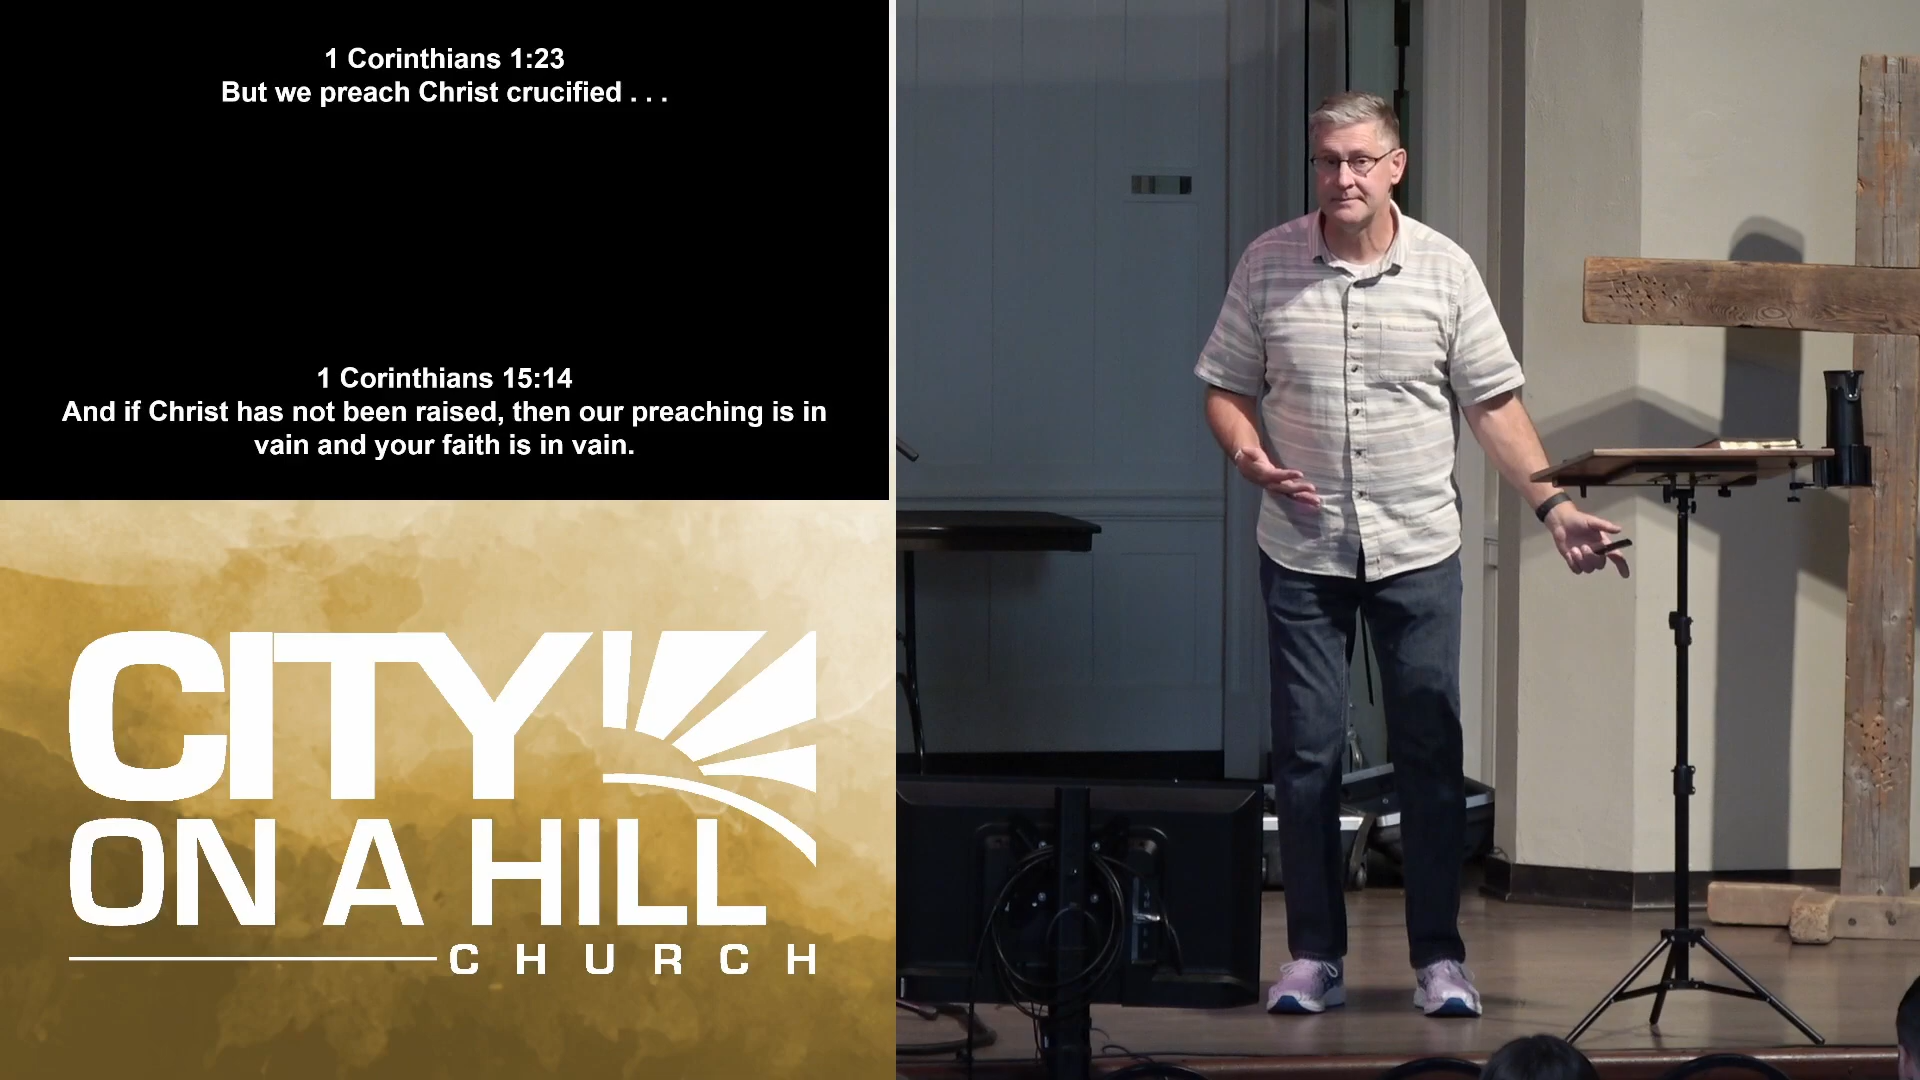 1 Corinthians 1:23
But we preach Christ crucified . . .
1 Corinthians 15:14
And if Christ has not been raised, then our preaching is in
vain and your faith is in vain.
CITY
ON A HILL
CHURCH